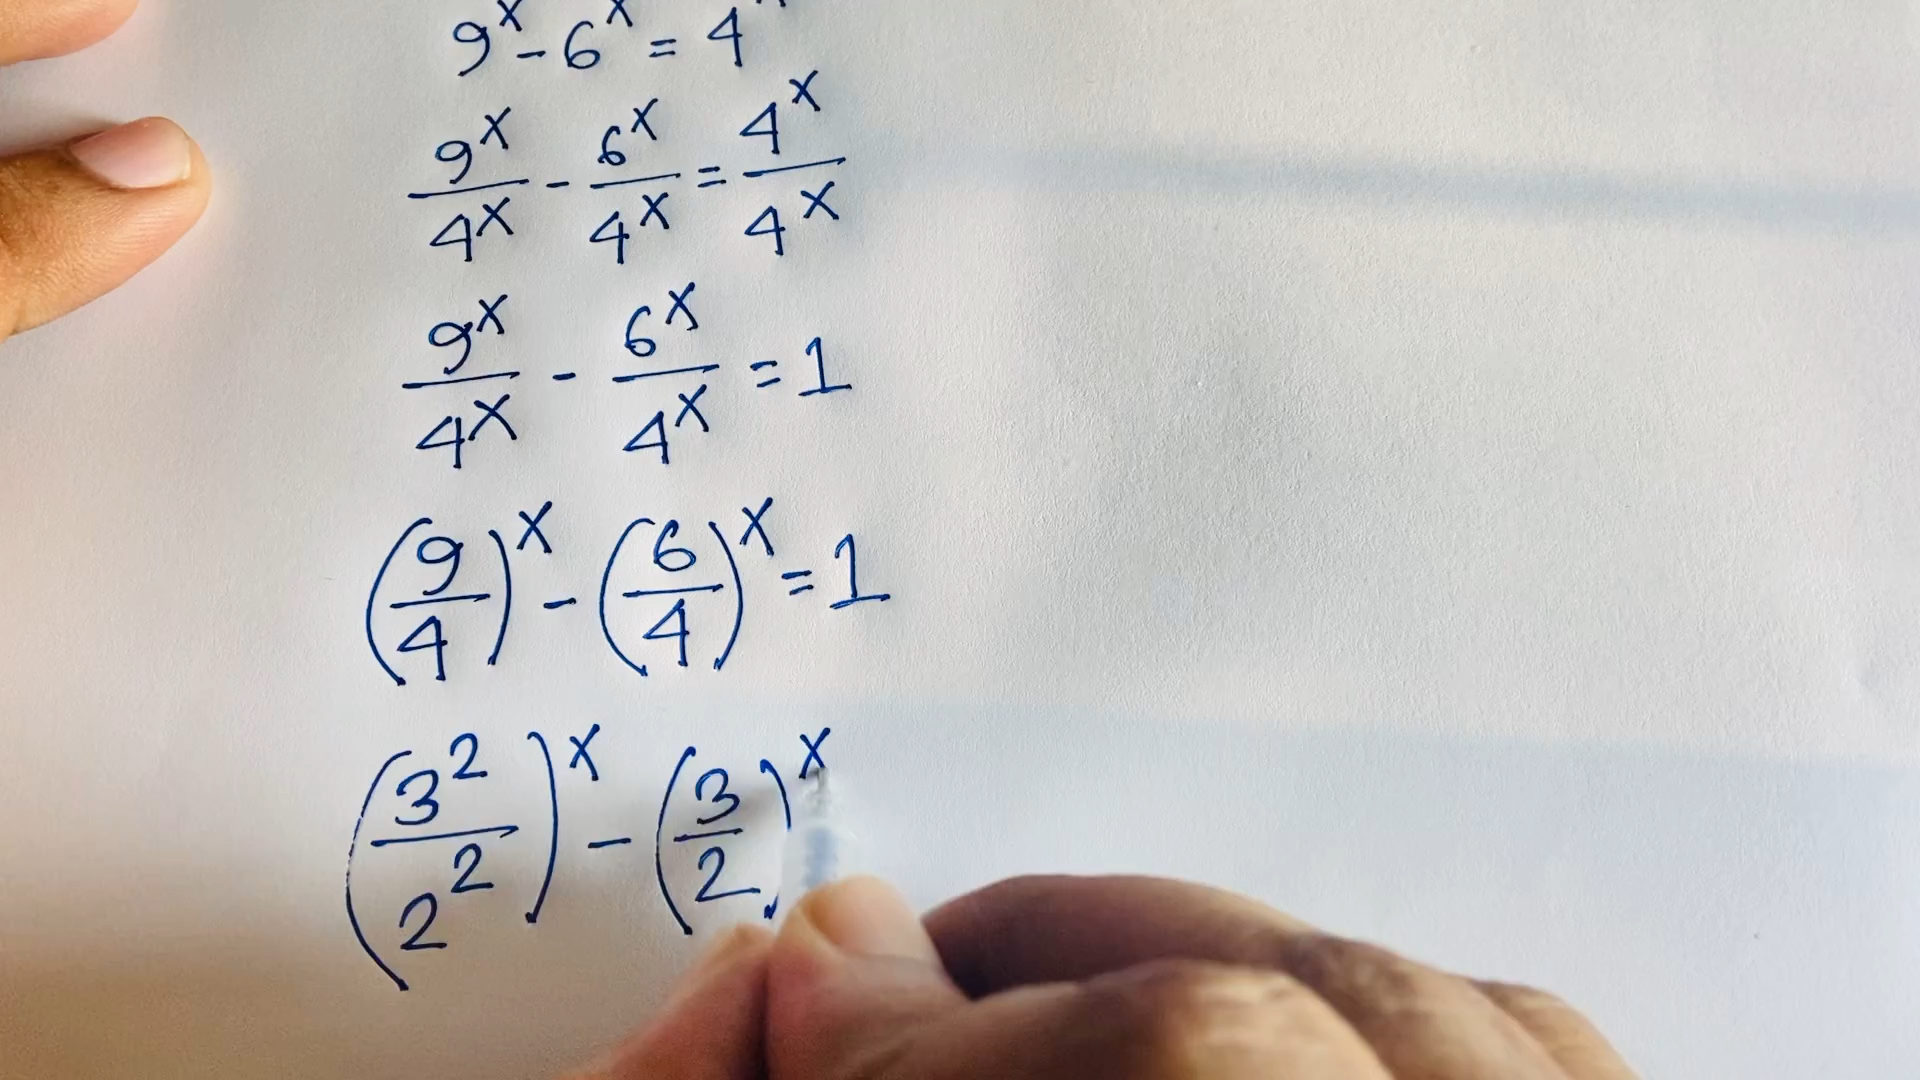 9^x - 6^x = 4^x
9^x/4^x - 6^x/4^x = 4^x/4^x
9^x/4^x - 6^x/4^x = 1
(9/4)^x - (6/4)^x = 1
(3^2/2^2)^x - (3/2)^x